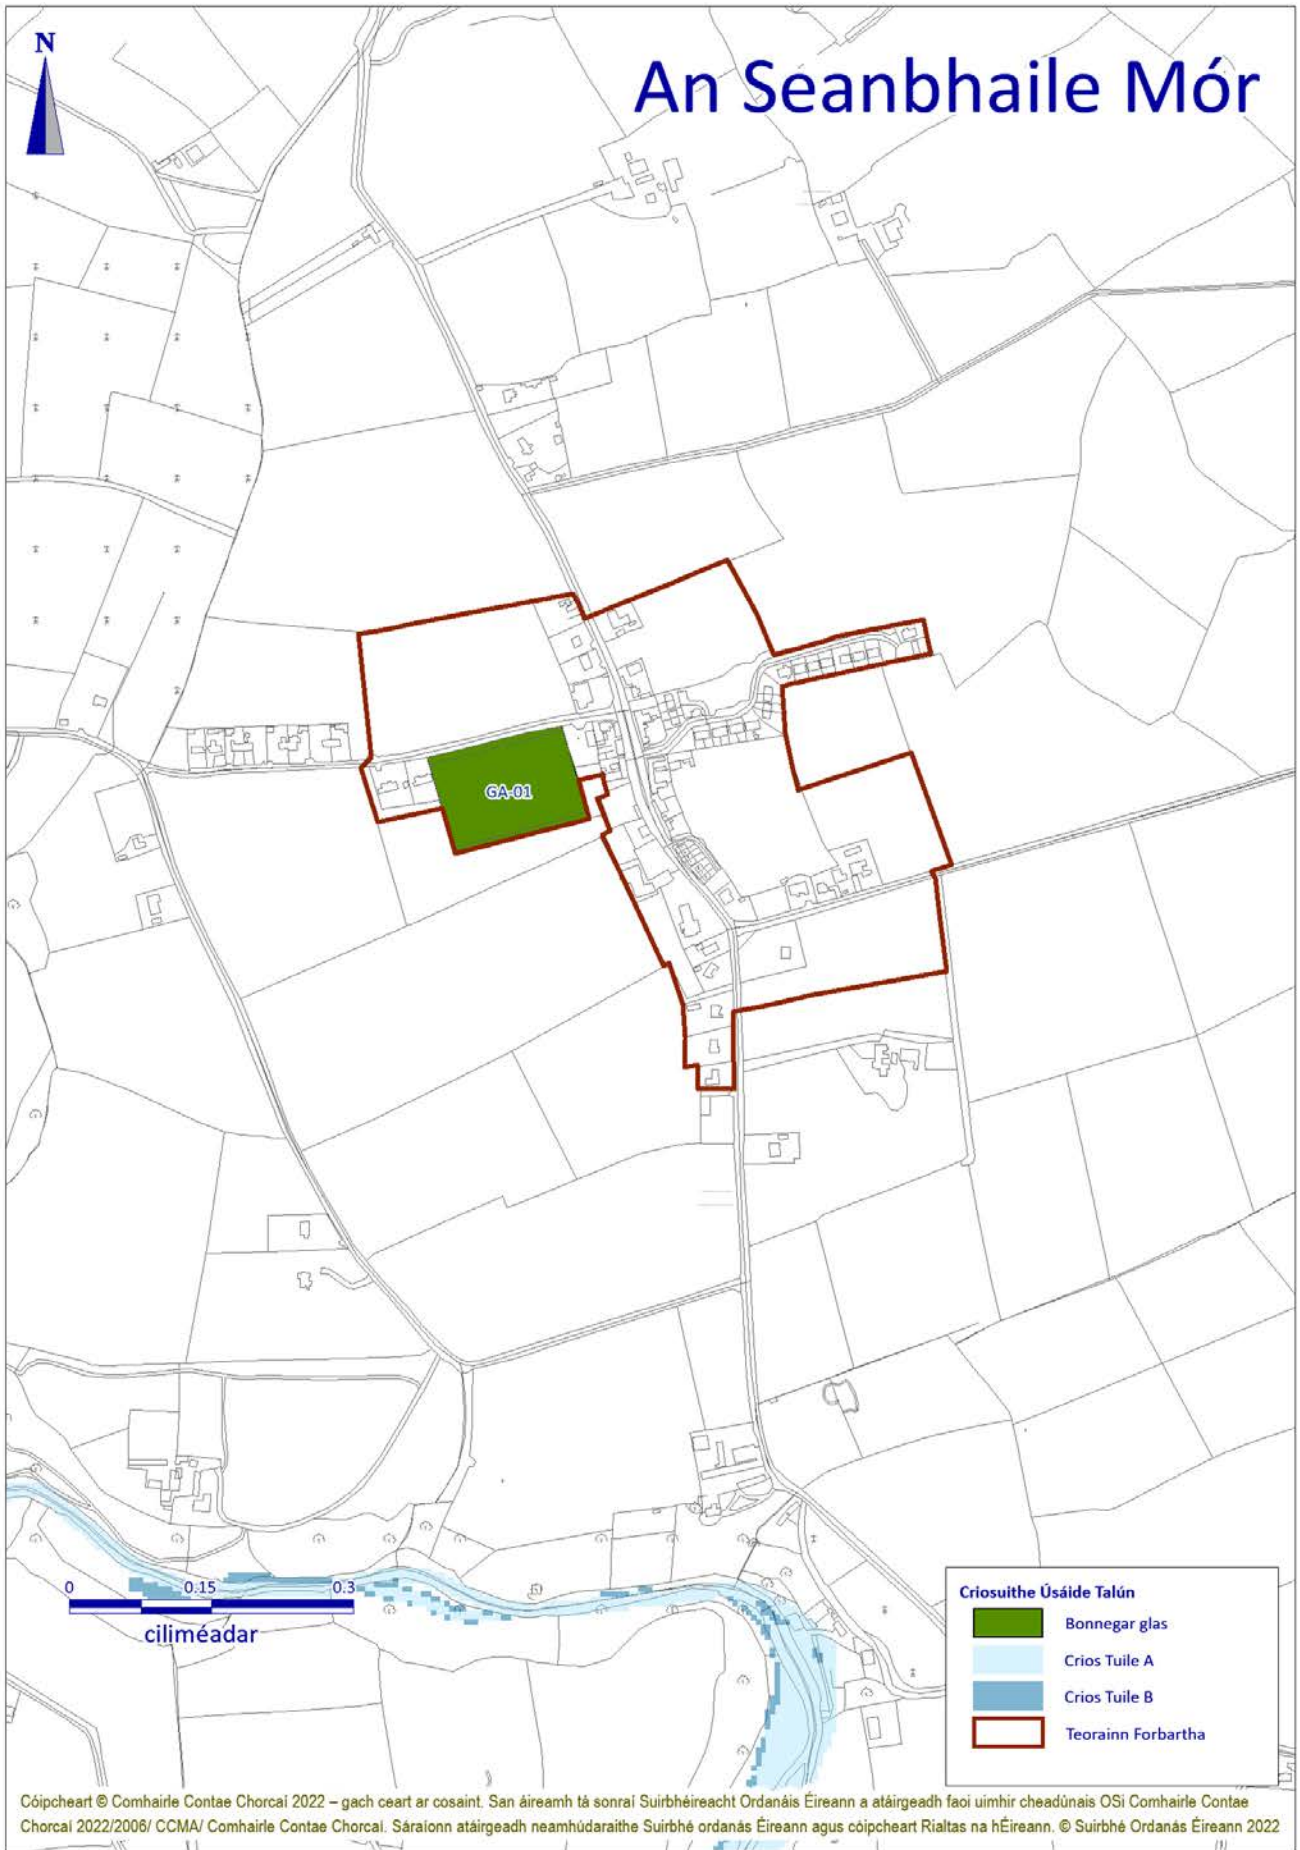 N
An Seanbhaile Mór
GA-01
0 0.15 0.3
ciliméadar
Criosuithe Úsáide Talún
Bonnegar glas
Crios Tuile A
Crios Tuile B
Teorainn Forbartha
Cóipcheart © Comhairle Contae Chorcaí 2022 – gach ceart ar cosaint. San áireamh tá sonraí Suirbhéireacht Ordanáis Éireann a atáirgeadh faoi uimhir cheadúnais OSi Comhairle Contae
Chorcaí 2022/2006/ CCMA/ Comhairle Contae Chorcaí. Sáraíonn atáirgeadh neamhúdaraithe Suirbhé ordanás Éireann agus cóipcheart Rialtas na hÉireann. © Suirbhé Ordanás Éireann 2022